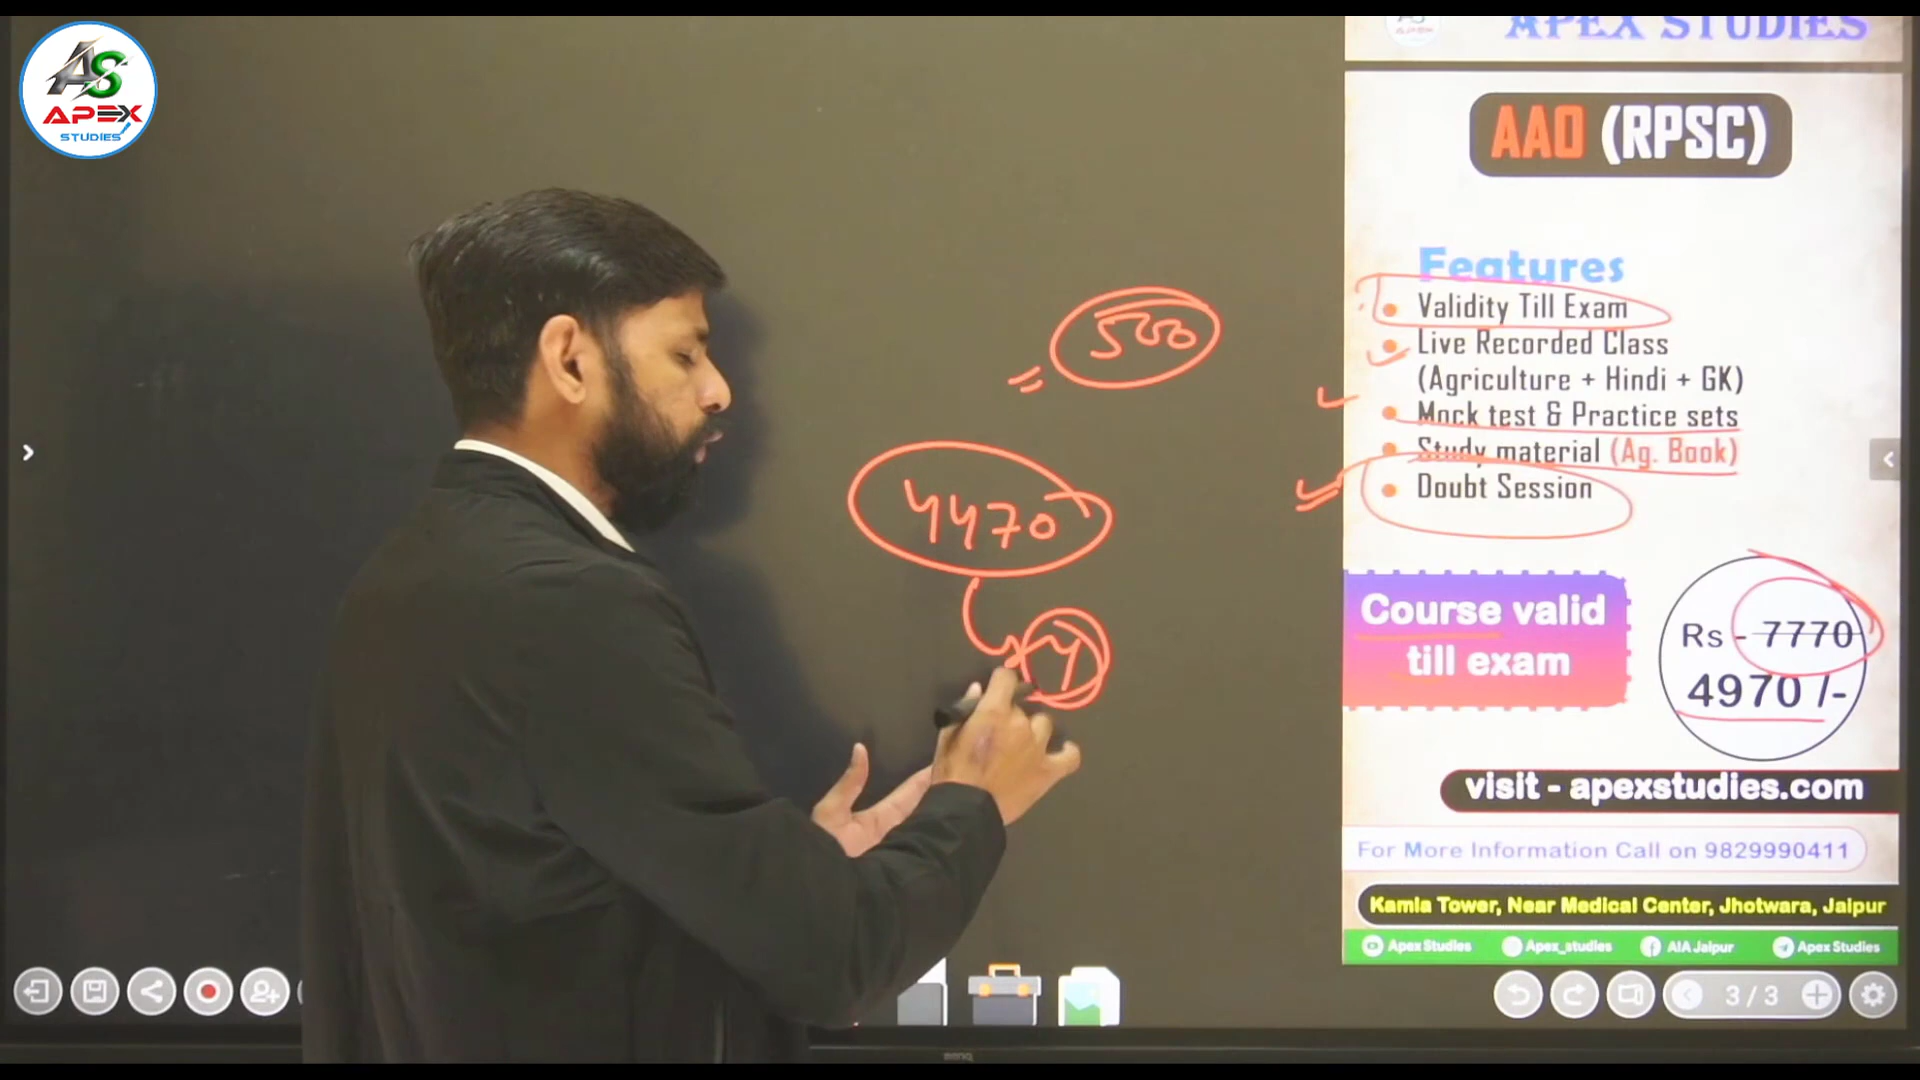 AS
APEX
STUDIES
500
4470
4
APEX STUDIES
AAO (RPSC)
Features
Validity Till Exam
Live Recorded Class
(Agriculture + Hindi + GK)
Mock test & Practice sets
Study material (Ag. Book)
Doubt Session
Course valid
till exam
Rs - 7770
4970 /-
visit - apexstudies.com
For More Information Call on 9829990411
Kamla Tower, Near Medical Center, Jhotwara, Jaipur
Apex Studies Apex_studies AIA Jaipur Apex Studies
3 / 3
BenQ